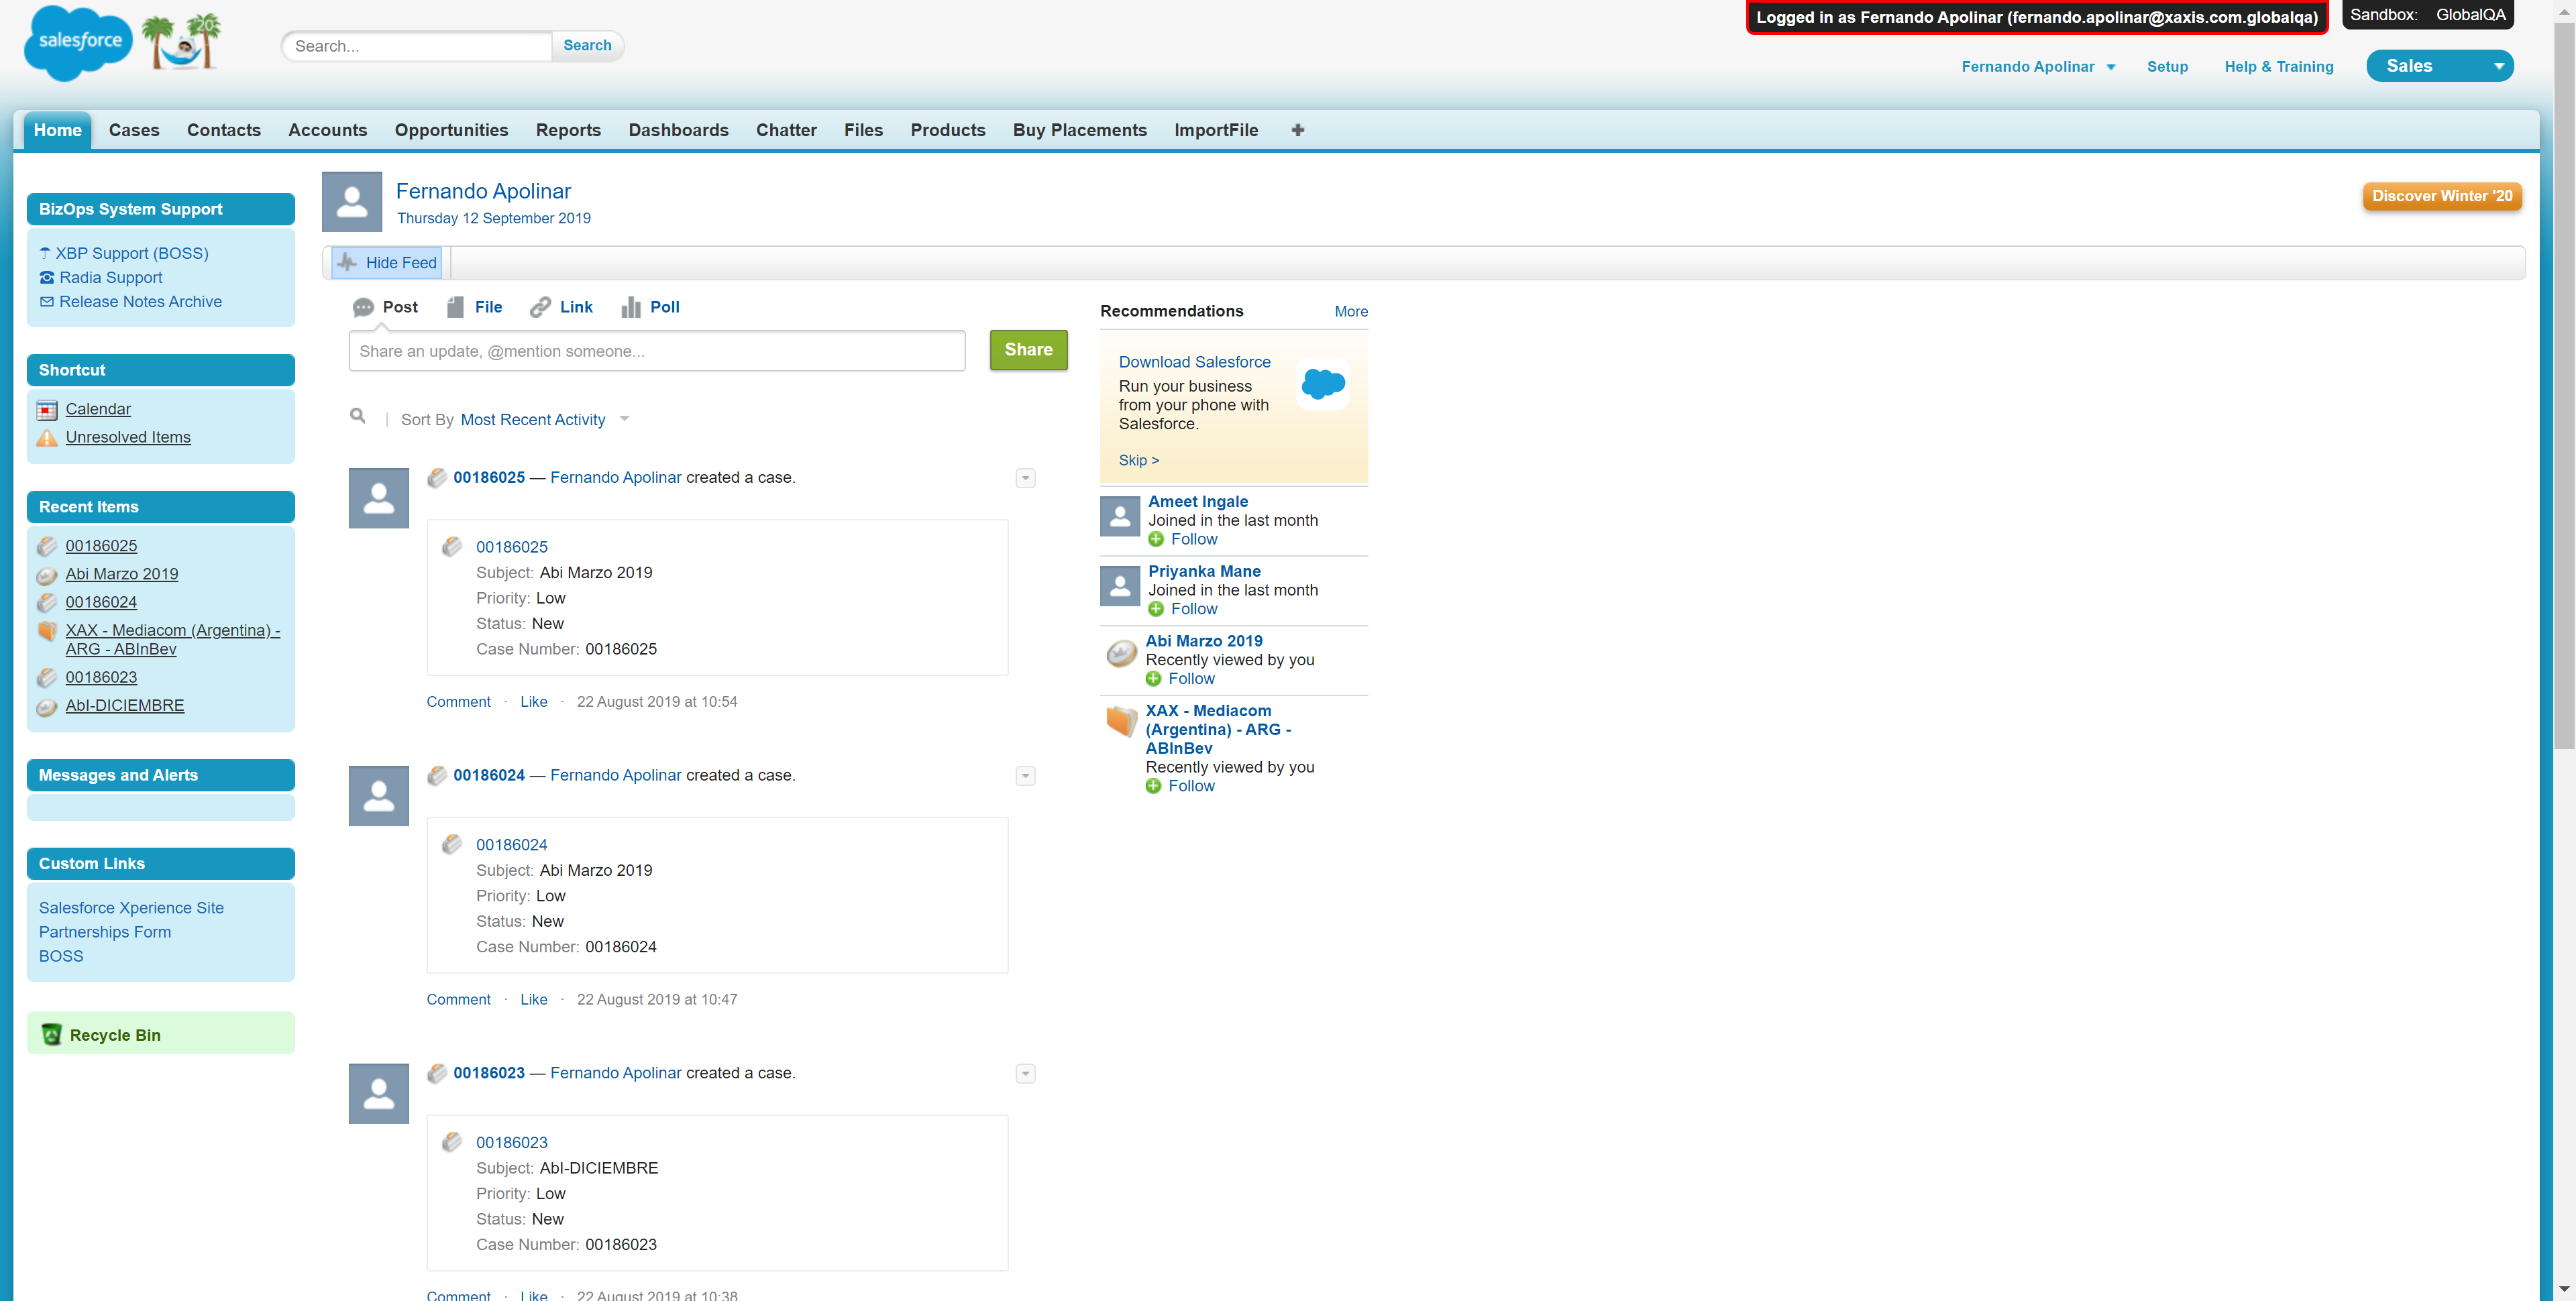 salesforce
'20
Search...
Search
Logged in as Fernando Apolinar (fernando.apolinar@xaxis.com.globalqa)
Sandbox: GlobalQA
Fernando Apolinar
Setup
Help & Training
Sales
Home
Cases
Contacts
Accounts
Opportunities
Reports
Dashboards
Chatter
Files
Products
Buy Placements
ImportFile
BizOps System Support
XBP Support (BOSS)
Radia Support
Release Notes Archive
Shortcut
Calendar
Unresolved Items
Recent Items
00186025
Abi Marzo 2019
00186024
XAX - Mediacom (Argentina) -
ARG - ABInBev
00186023
AbI-DICIEMBRE
Messages and Alerts
Custom Links
Salesforce Xperience Site
Partnerships Form
BOSS
Recycle Bin
Fernando Apolinar
Thursday 12 September 2019
Discover Winter '20
Hide Feed
Post
File
Link
Poll
Share an update, @mention someone...
Share
Sort By Most Recent Activity
00186025 — Fernando Apolinar created a case.
00186025
Subject: Abi Marzo 2019
Priority: Low
Status: New
Case Number: 00186025
Comment · Like · 22 August 2019 at 10:54
00186024 — Fernando Apolinar created a case.
00186024
Subject: Abi Marzo 2019
Priority: Low
Status: New
Case Number: 00186024
Comment · Like · 22 August 2019 at 10:47
00186023 — Fernando Apolinar created a case.
00186023
Subject: AbI-DICIEMBRE
Priority: Low
Status: New
Case Number: 00186023
Comment · Like · 22 August 2019 at 10:38
Recommendations
More
Download Salesforce
Run your business
from your phone with
Salesforce.
Skip >
Ameet Ingale
Joined in the last month
Follow
Priyanka Mane
Joined in the last month
Follow
Abi Marzo 2019
Recently viewed by you
Follow
XAX - Mediacom
(Argentina) - ARG -
ABInBev
Recently viewed by you
Follow